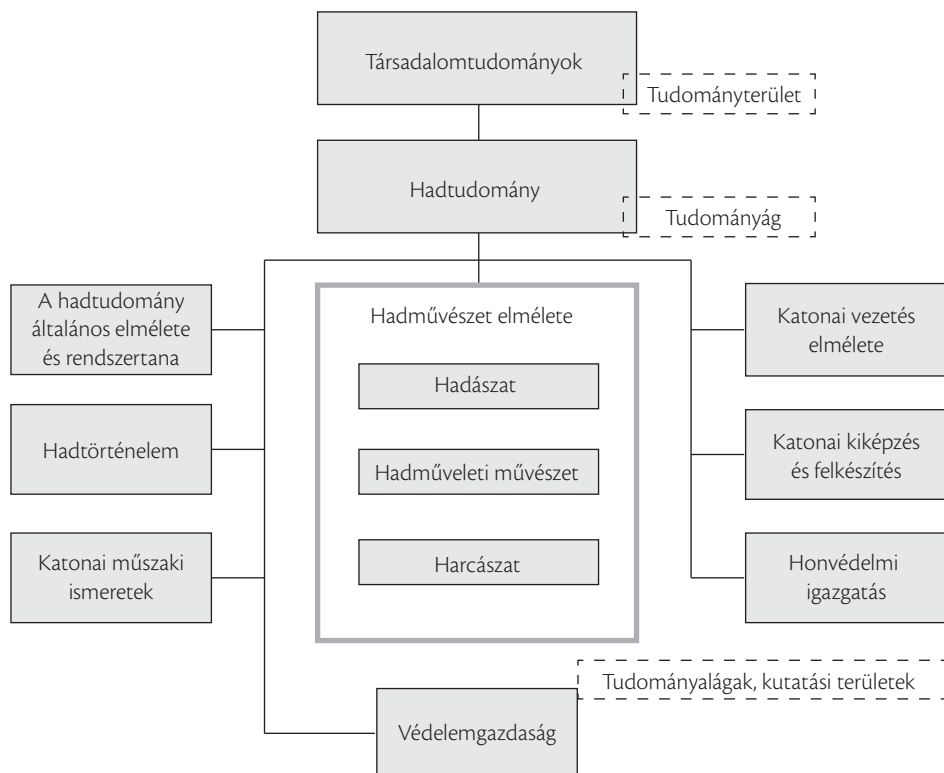 Társadalomtudományok
Tudományterület
Hadtudomány
Tudományág
A hadtudomány
általános elmélete
és rendszertana
Hadtörténelem
Katonai műszaki
ismeretek
Hadművészet elmélete
Hadászat
Hadműveleti művészet
Harcászat
Katonai vezetés
elmélete
Katonai kiképzés
és felkészítés
Honvédelmi
igazgatás
Tudományalágak, kutatási területek
Védelemgazdaság